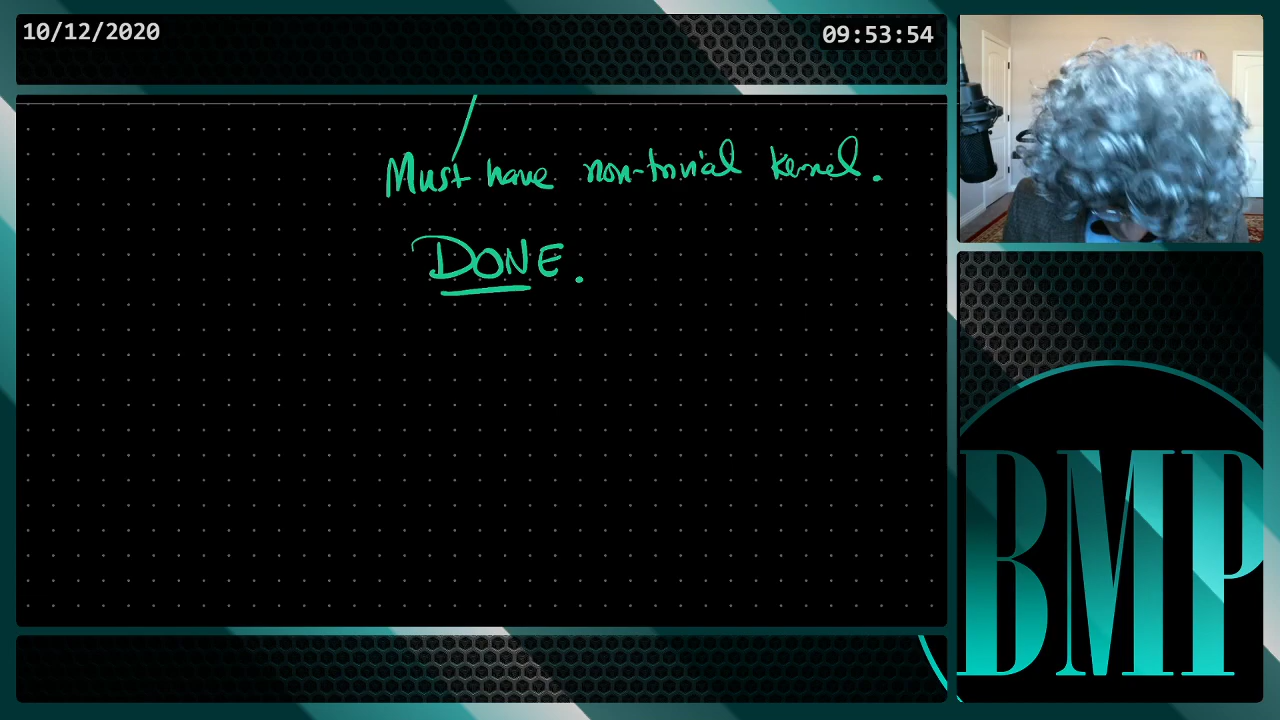 10/12/2020
09:53:54
Must have non-trivial kernel.
DONE.
BMP